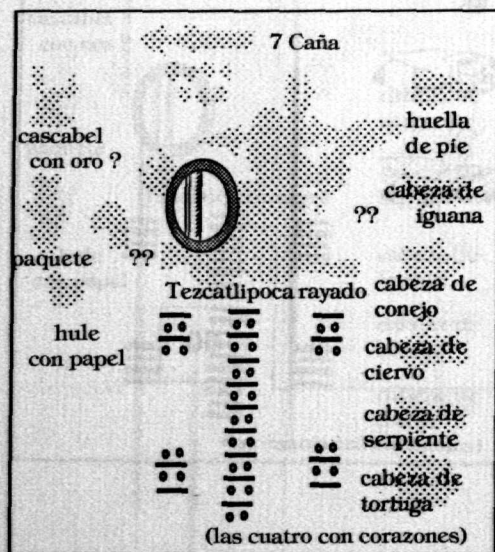 7 Caña
cascabel
con oro ?
huella
de pie
cabeza de
iguana
??
paquete
??
Tezcatlipoca rayado
cabeza de
conejo
hule
con papel
cabeza de
ciervo
cabeza de
serpiente
cabeza de
tortuga
(las cuatro con corazones)